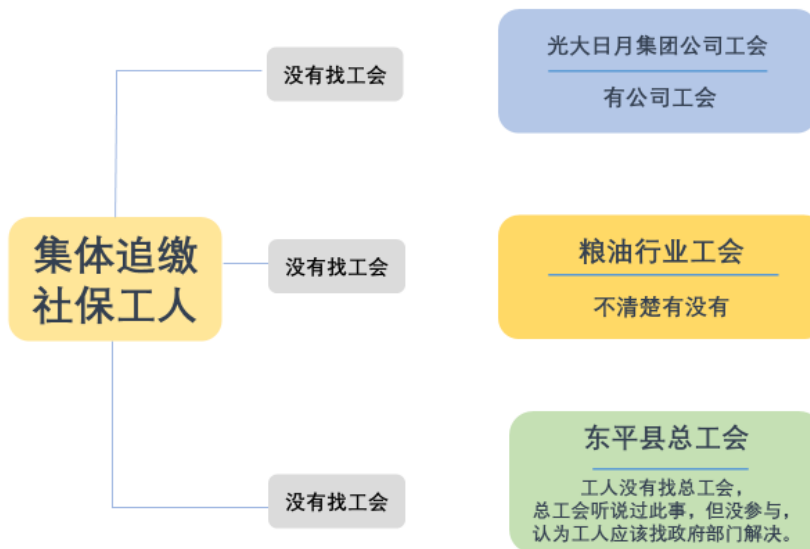 没有找工会
光大日月集团公司工会
有公司工会
集体追缴
社保工人
没有找工会
粮油行业工会
不清楚有没有
没有找工会
东平县总工会
工人没有找总工会，
总工会听说过此事，但没参与，
认为工人应该找政府部门解决。